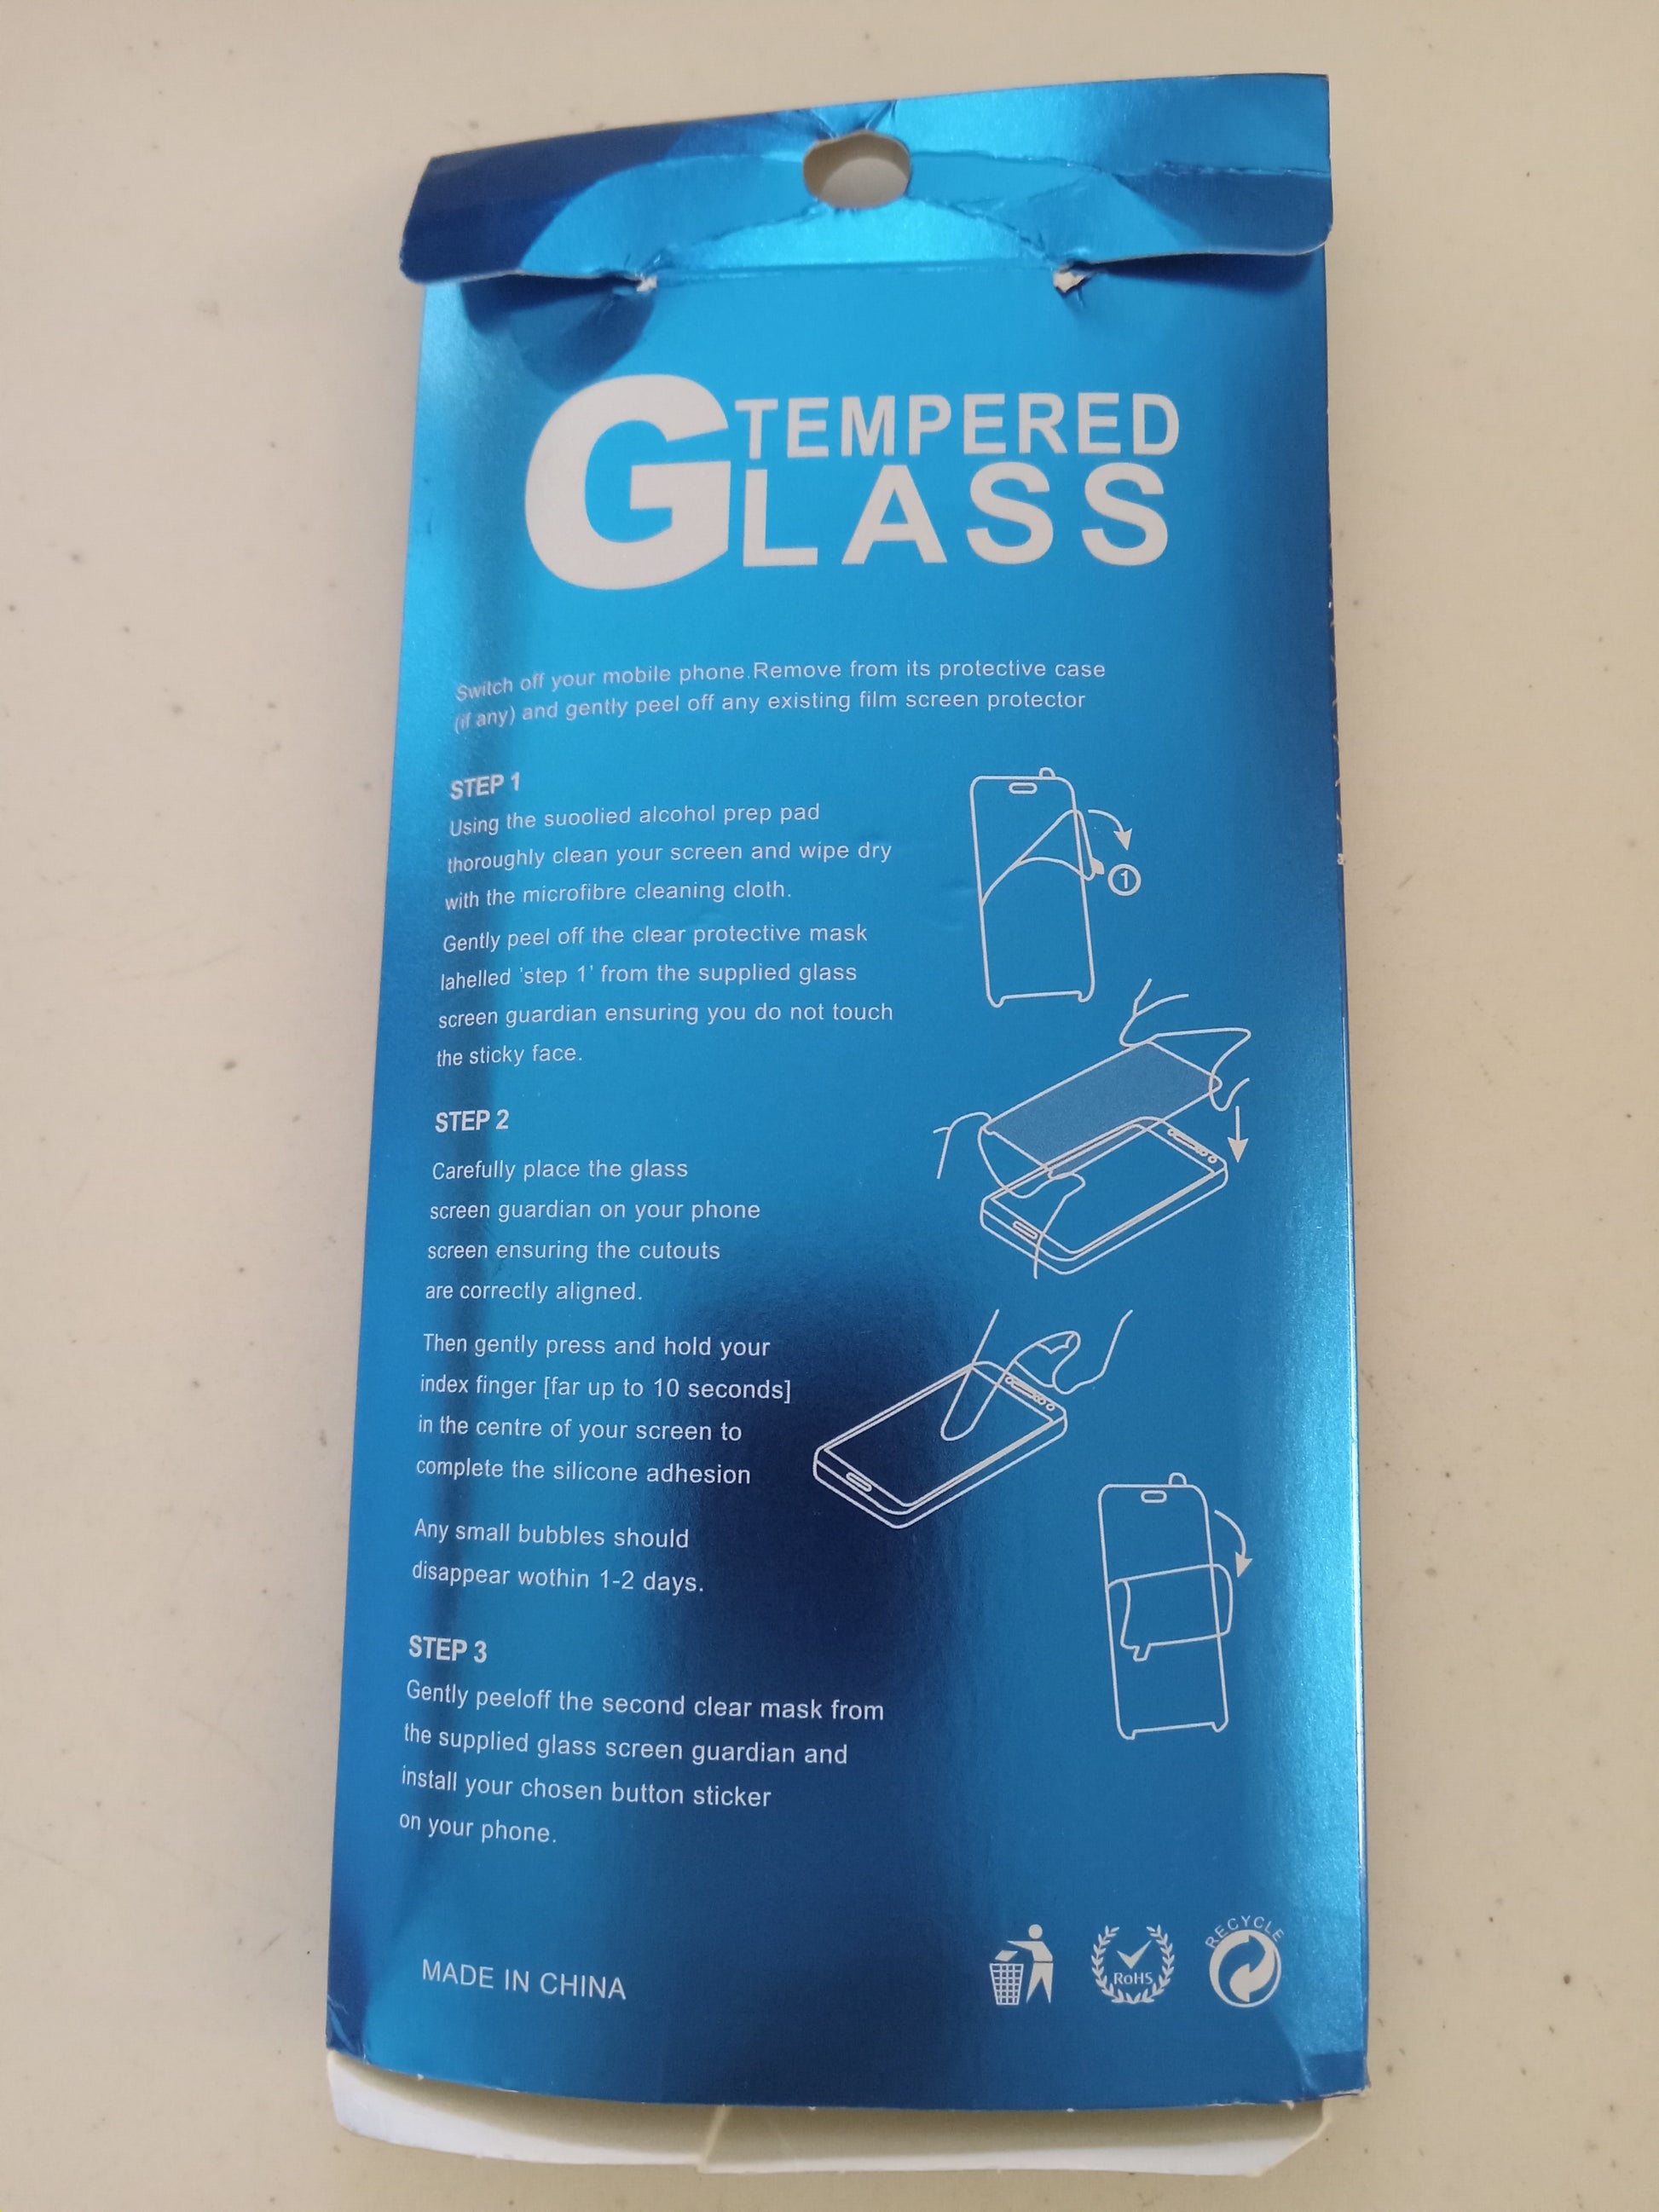 TEMPERED
GLASS
Switch off your mobile phone.Remove from its protective case
(if any) and gently peel off any existing film screen protector
STEP 1
Using the suoolied alcohol prep pad
thoroughly clean your screen and wipe dry
with the microfibre cleaning cloth.
Gently peel off the clear protective mask
lahelled 'step 1' from the supplied glass
screen guardian ensuring you do not touch
the sticky face.
1
STEP 2
Carefully place the glass
screen guardian on your phone
screen ensuring the cutouts
are correctly aligned.
Then gently press and hold your
index finger [far up to 10 seconds]
in the centre of your screen to
complete the silicone adhesion
Any small bubbles should
disappear wothin 1-2 days.
STEP 3
Gently peeloff the second clear mask from
the supplied glass screen guardian and
install your chosen button sticker
on your phone.
MADE IN CHINA
RoHS
RECYCLE